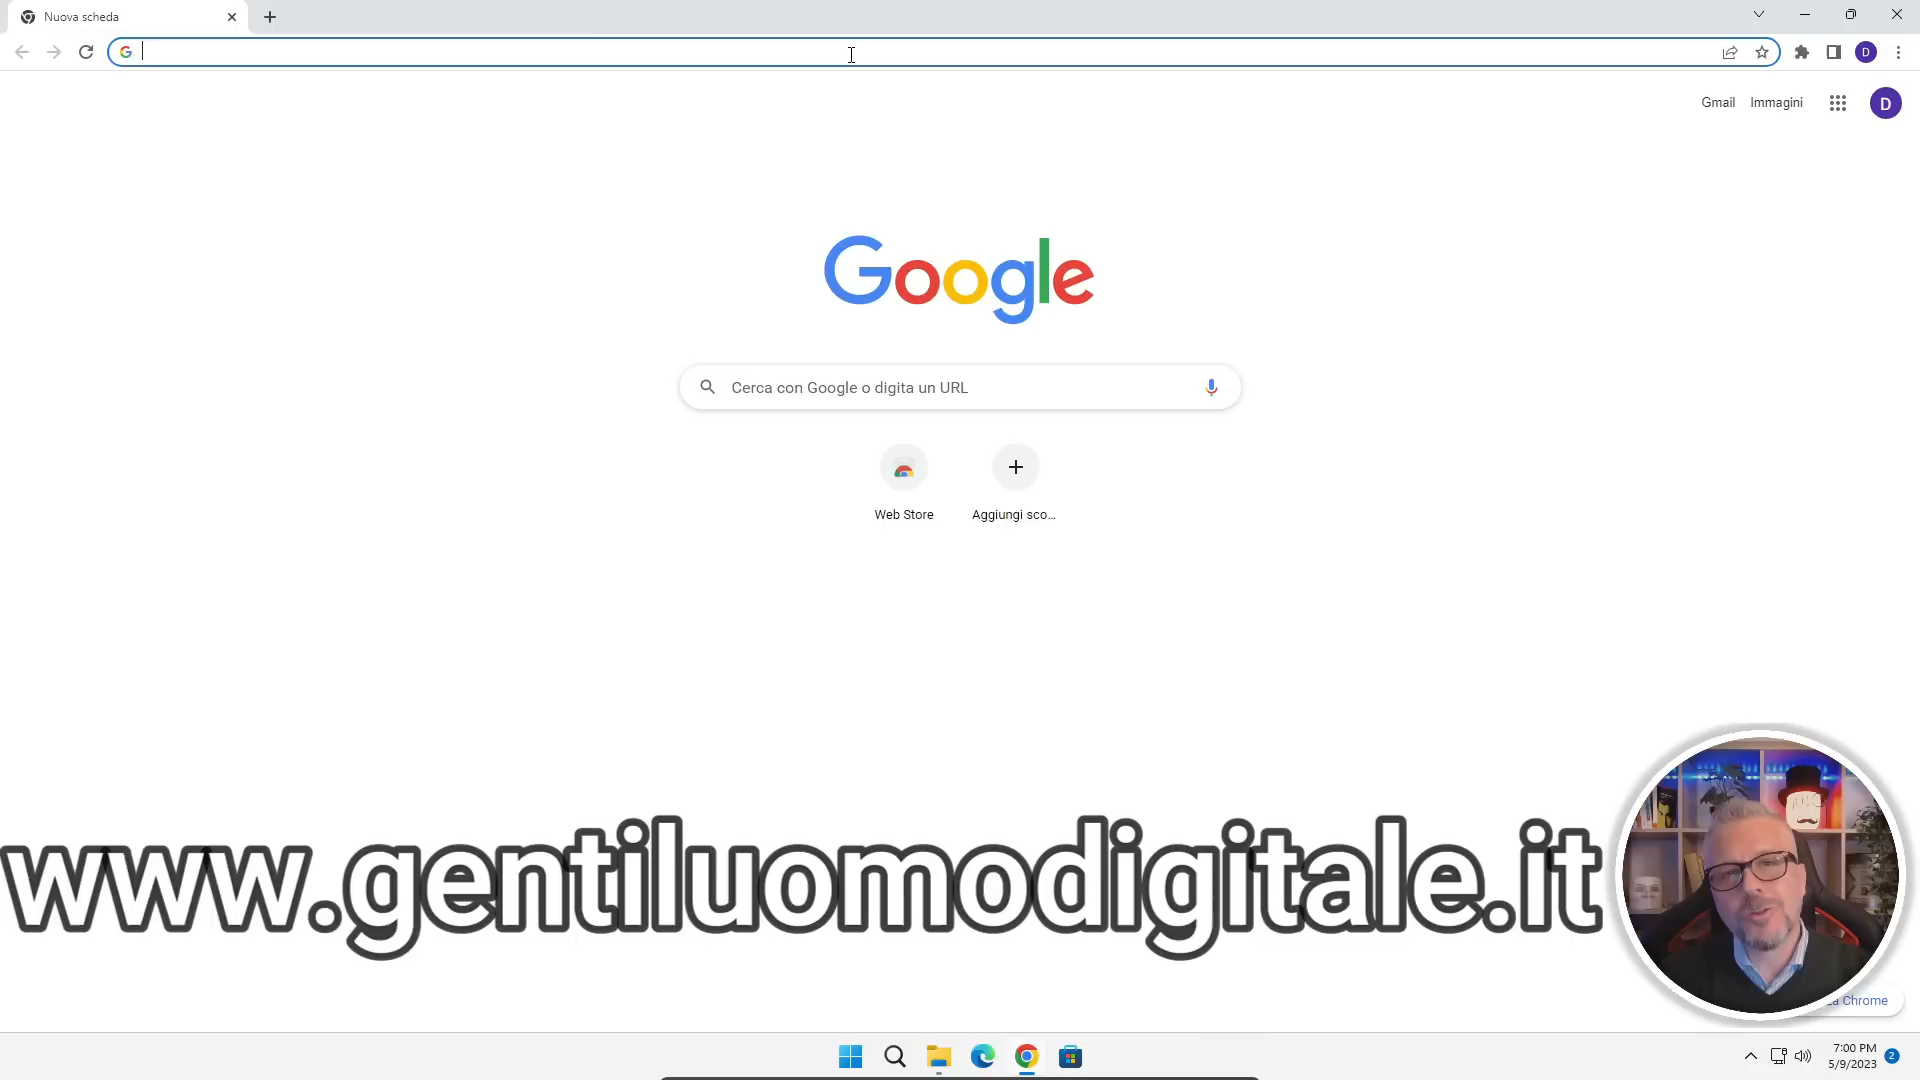 Nuova scheda
Gmail
Immagini
D
D
Google
Cerca con Google o digita un URL
Web Store
Aggiungi sco...
www.gentiluomodigitale.it
Chrome
7:00 PM
5/9/2023
2